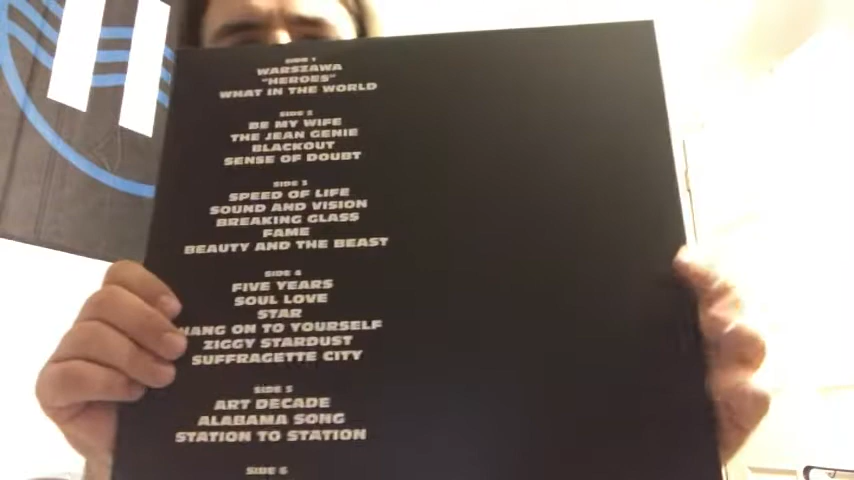 SIDE 1
WARSZAWA
"HEROES"
WHAT IN THE WORLD
SIDE 2
BE MY WIFE
THE JEAN GENIE
BLACKOUT
SENSE OF DOUBT
SIDE 3
SPEED OF LIFE
SOUND AND VISION
BREAKING GLASS
FAME
BEAUTY AND THE BEAST
SIDE 4
FIVE YEARS
SOUL LOVE
STAR
HANG ON TO YOURSELF
ZIGGY STARDUST
SUFFRAGETTE CITY
SIDE 5
ART DECADE
ALABAMA SONG
STATION TO STATION
SIDE 6